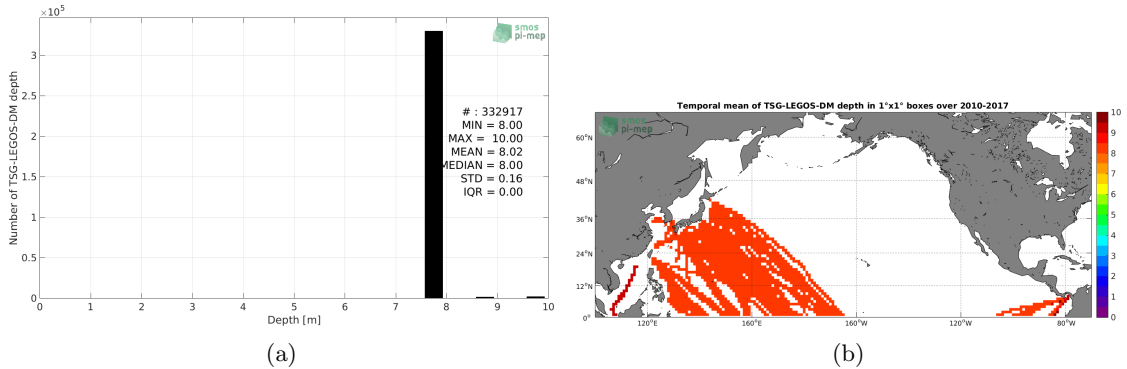 ×10⁵
3
2.5
2
1.5
1
0.5
0
Number of TSG-LEGOS-DM depth
smos
pi-mep
# : 332917
MIN = 8.00
MAX = 10.00
MEAN = 8.02
MEDIAN = 8.00
STD = 0.16
IQR = 0.00
0 1 2 3 4 5 6 7 8 9 10
Depth [m]
(a)
Temporal mean of TSG-LEGOS-DM depth in 1°x1° boxes over 2010-2017
smos
pi-mep
60°N
48°N
36°N
24°N
12°N
0°
120°E 160°E 160°W 120°W 80°W
10
9
8
7
6
5
4
3
2
1
0
(b)